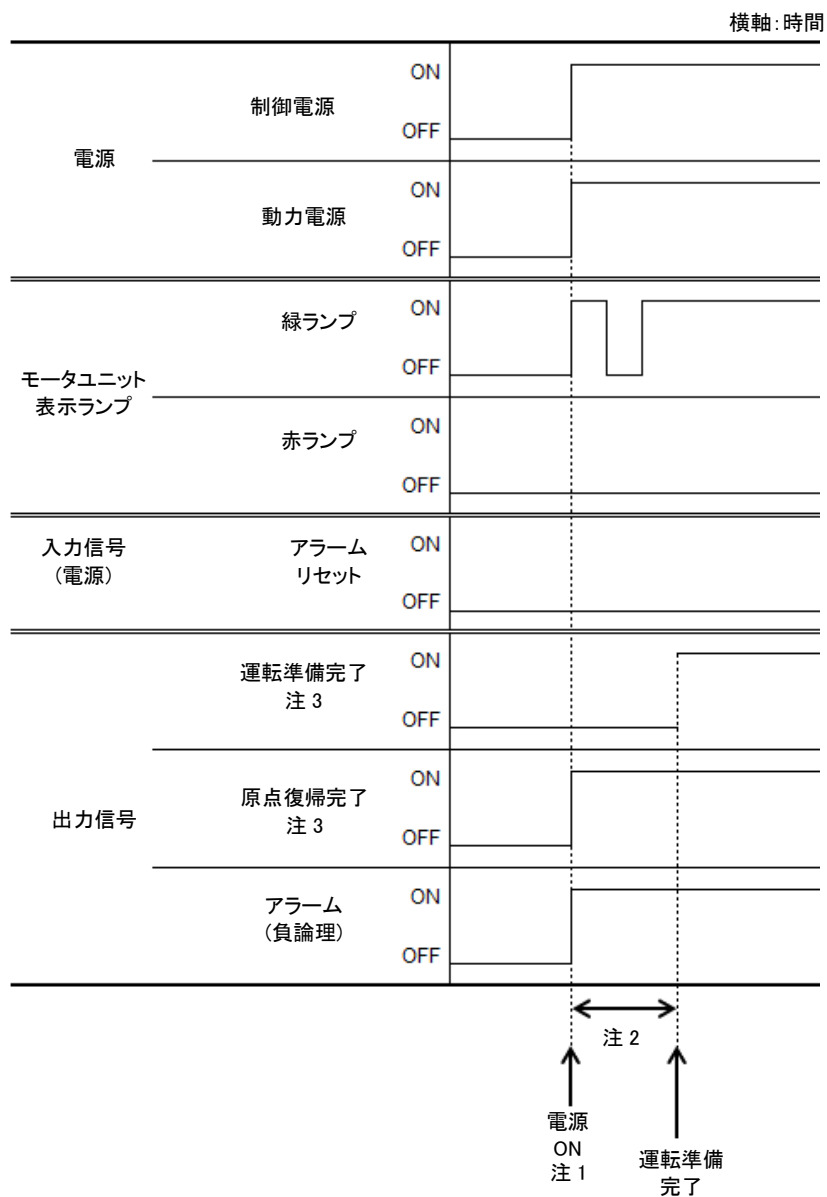 横軸：時間
電源
制御電源
ON
OFF
動力電源
ON
OFF
モータユニット
表示ランプ
緑ランプ
ON
OFF
赤ランプ
ON
OFF
入力信号
（電源）
アラーム
リセット
ON
OFF
出力信号
運転準備完了
注 3
ON
OFF
原点復帰完了
注 3
ON
OFF
アラーム
（負論理）
ON
OFF
注 2
電源
ON
注 1
運転準備
完了